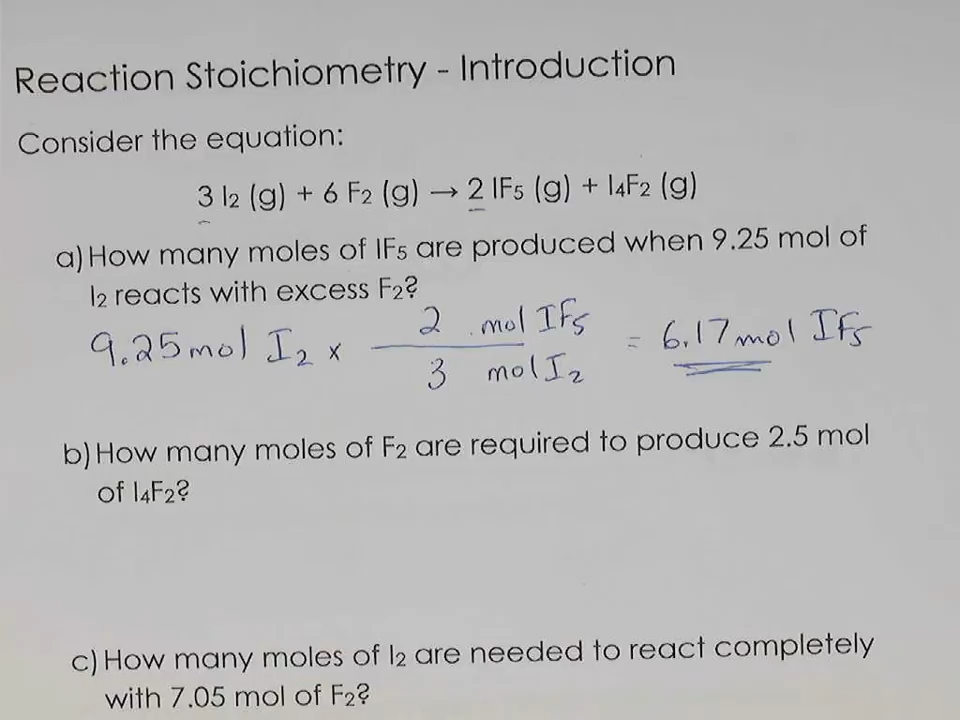 Reaction Stoichiometry - Introduction
Consider the equation:
3 I₂ (g) + 6 F₂ (g) → 2 IF₅ (g) + I₄F₂ (g)
a) How many moles of IF₅ are produced when 9.25 mol of
I₂ reacts with excess F₂?
2 mol IF₅
9.25 mol I₂ x = 6.17 mol IF₅
3 mol I₂
b) How many moles of F₂ are required to produce 2.5 mol
of I₄F₂?
c) How many moles of I₂ are needed to react completely
with 7.05 mol of F₂?